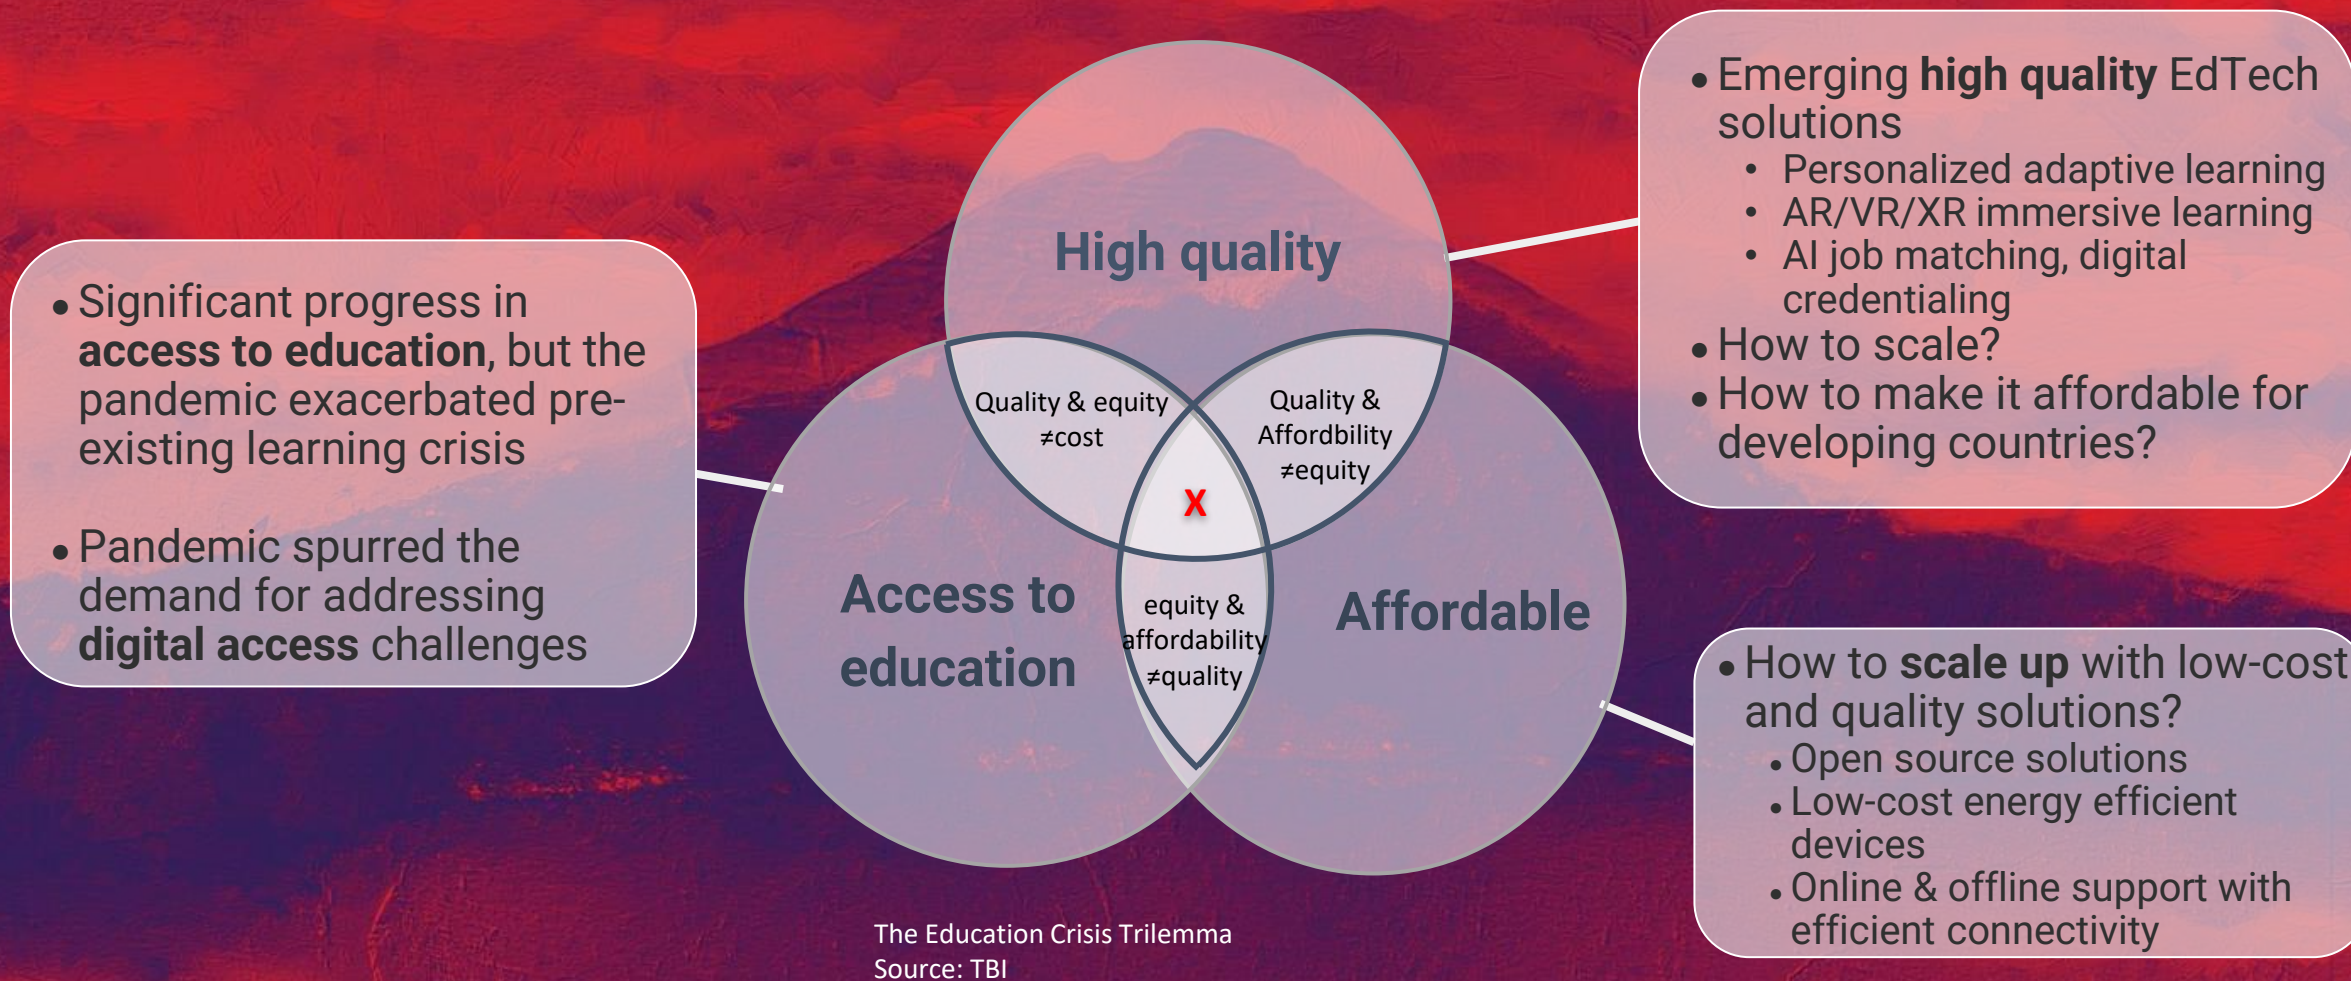 • Significant progress in
access to education, but the
pandemic exacerbated pre-
existing learning crisis
• Pandemic spurred the
demand for addressing
digital access challenges
High quality
Quality & equity
≠cost
Quality &
Affordbility
≠equity
X
Access to
education
equity &
affordability
≠quality
Affordable
• Emerging high quality EdTech
solutions
• Personalized adaptive learning
• AR/VR/XR immersive learning
• AI job matching, digital
credentialing
• How to scale?
• How to make it affordable for
developing countries?
• How to scale up with low-cost
and quality solutions?
• Open source solutions
• Low-cost energy efficient
devices
• Online & offline support with
efficient connectivity
The Education Crisis Trilemma
Source: TBI